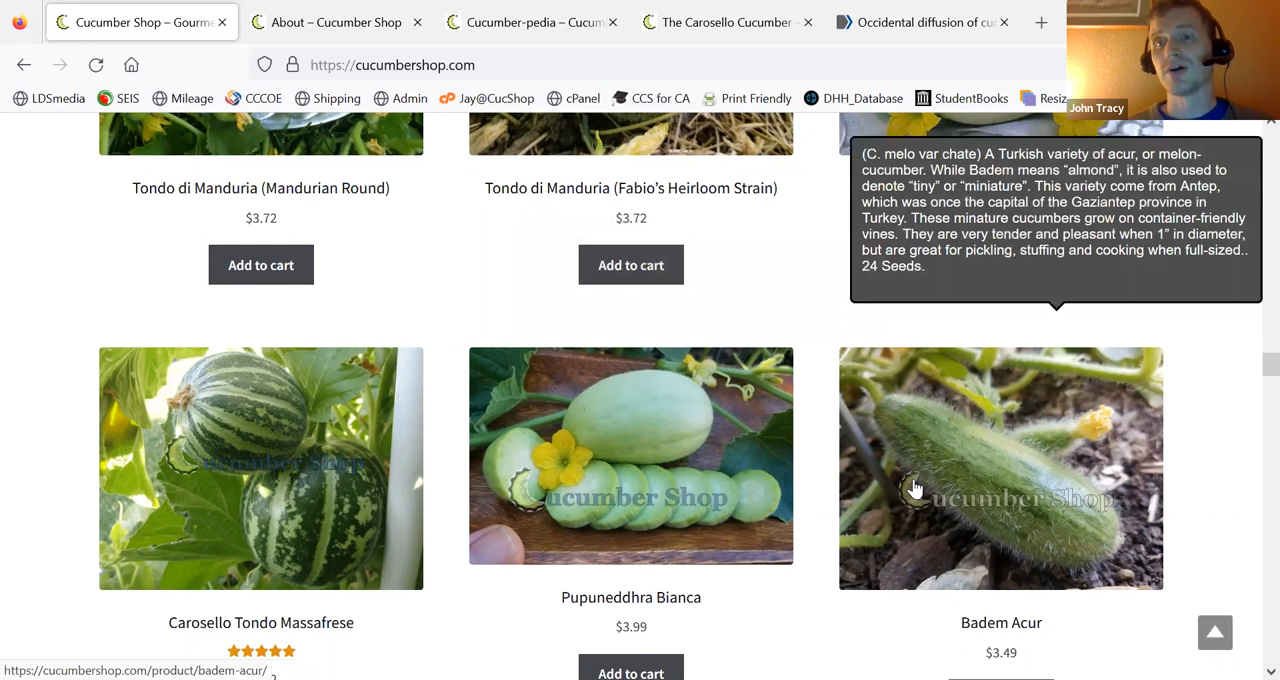 Cucumber Shop – Gourme
About – Cucumber Shop
Cucumber-pedia – Cucum
The Carosello Cucumber –
Occidental diffusion of cuc
https://cucumbershop.com
LDSmedia
SEIS
Mileage
CCCOE
Shipping
Admin
Jay@CucShop
cPanel
CCS for CA
Print Friendly
DHH_Database
StudentBooks
Resiz
John Tracy
(C. melo var chate) A Turkish variety of acur, or melon-
cucumber. While Badem means “almond”, it is also used to
denote “tiny” or “miniature”. This variety come from Antep,
which was once the capital of the Gaziantep province in
Turkey. These minature cucumbers grow on container-friendly
vines. They are very tender and pleasant when 1” in diameter,
but are great for pickling, stuffing and cooking when full-sized..
24 Seeds.
Tondo di Manduria (Mandurian Round)
$3.72
Add to cart
Tondo di Manduria (Fabio’s Heirloom Strain)
$3.72
Add to cart
ucumber Shop
ucumber Shop
ucumber Shop
Carosello Tondo Massafrese
Pupuneddhra Bianca
$3.99
Add to cart
Badem Acur
$3.49
https://cucumbershop.com/product/badem-acur/